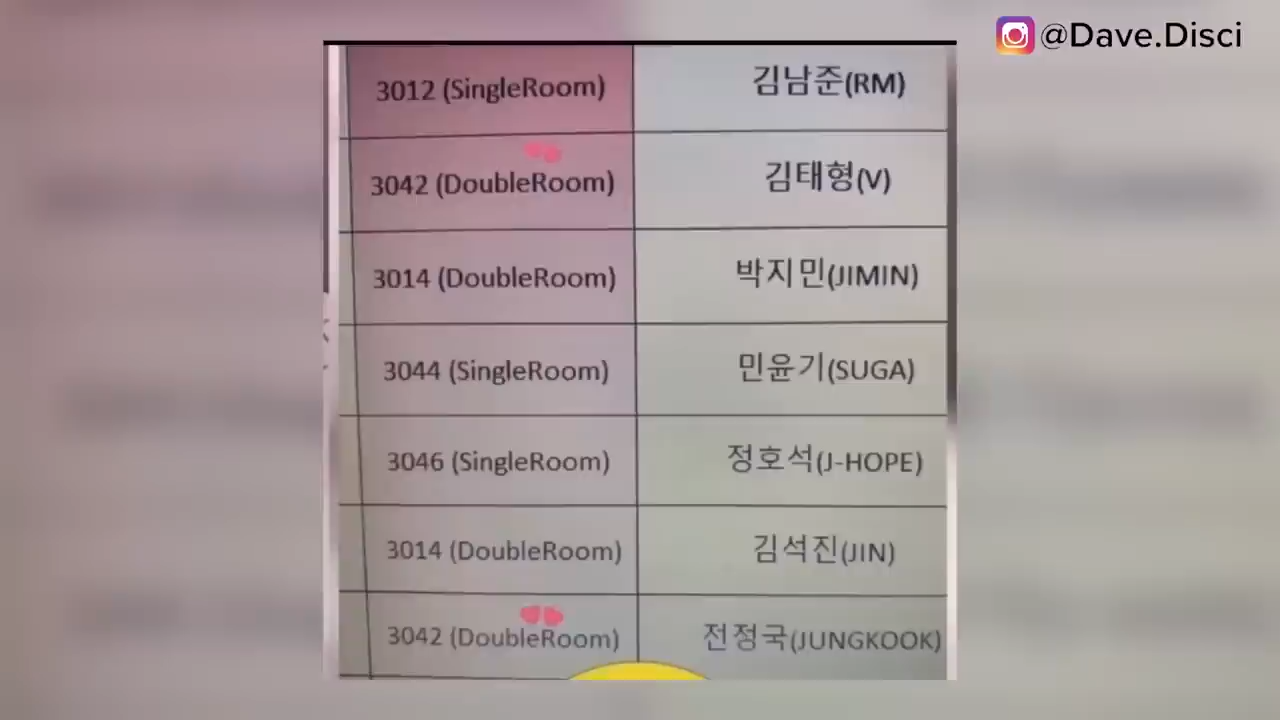 @Dave.Disci
3012 (SingleRoom) 김남준(RM)
3042 (DoubleRoom) 김태형(V)
3014 (DoubleRoom) 박지민(JIMIN)
3044 (SingleRoom) 민윤기(SUGA)
3046 (SingleRoom) 정호석(J-HOPE)
3014 (DoubleRoom) 김석진(JIN)
3042 (DoubleRoom) 전정국(JUNGKOOK)